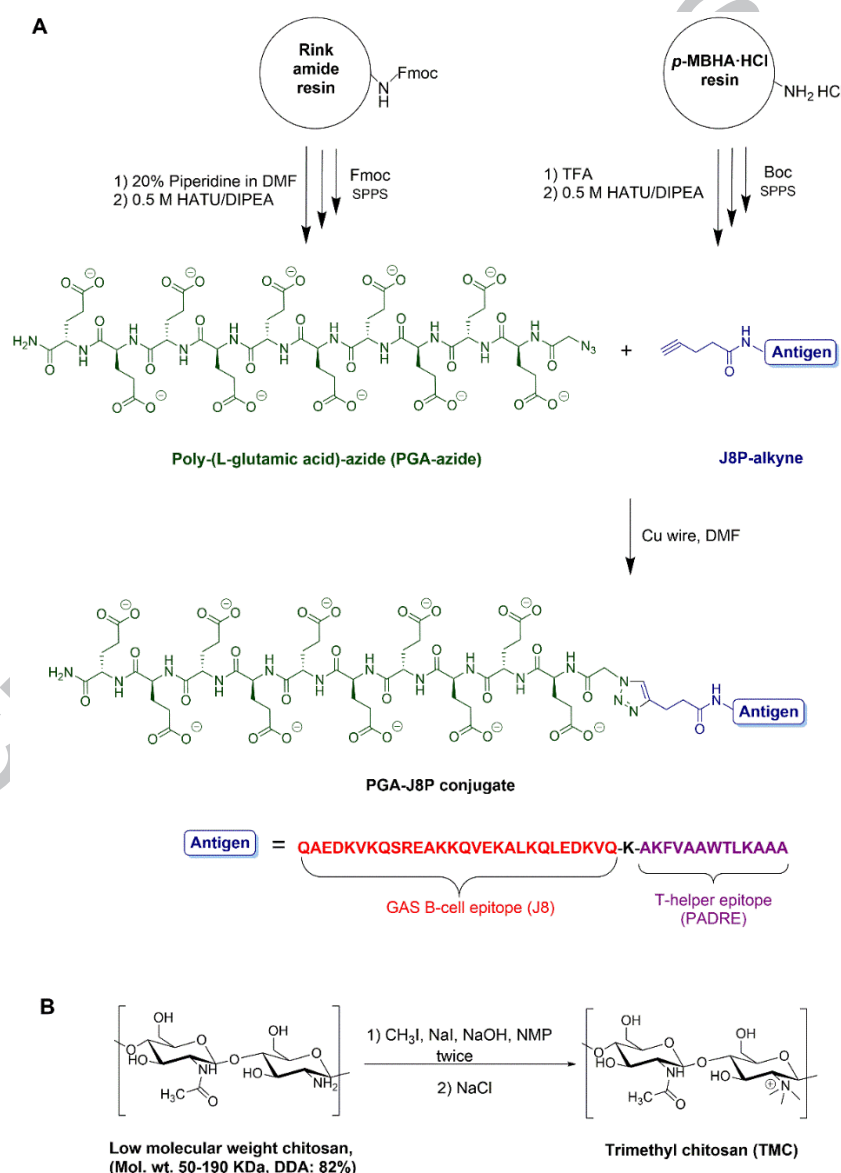 A
Rink
amide
resin
N
H
Fmoc
p-MBHA·HCl
resin
NH2 HCl
1) 20% Piperidine in DMF
2) 0.5 M HATU/DIPEA
Fmoc
SPPS
1) TFA
2) 0.5 M HATU/DIPEA
Boc
SPPS
Poly-(L-glutamic acid)-azide (PGA-azide)
+
Antigen
J8P-alkyne
Cu wire, DMF
Antigen
PGA-J8P conjugate
Antigen = QAEDKVKQSREAKKQVEKALKQLEDKVQ-K-AKFVAAWTLKAAA
GAS B-cell epitope (J8)
T-helper epitope
(PADRE)
B
1) CH3I, NaI, NaOH, NMP
twice
2) NaCl
Low molecular weight chitosan,
(Mol. wt. 50-190 KDa, DDA: 82%)
Trimethyl chitosan (TMC)